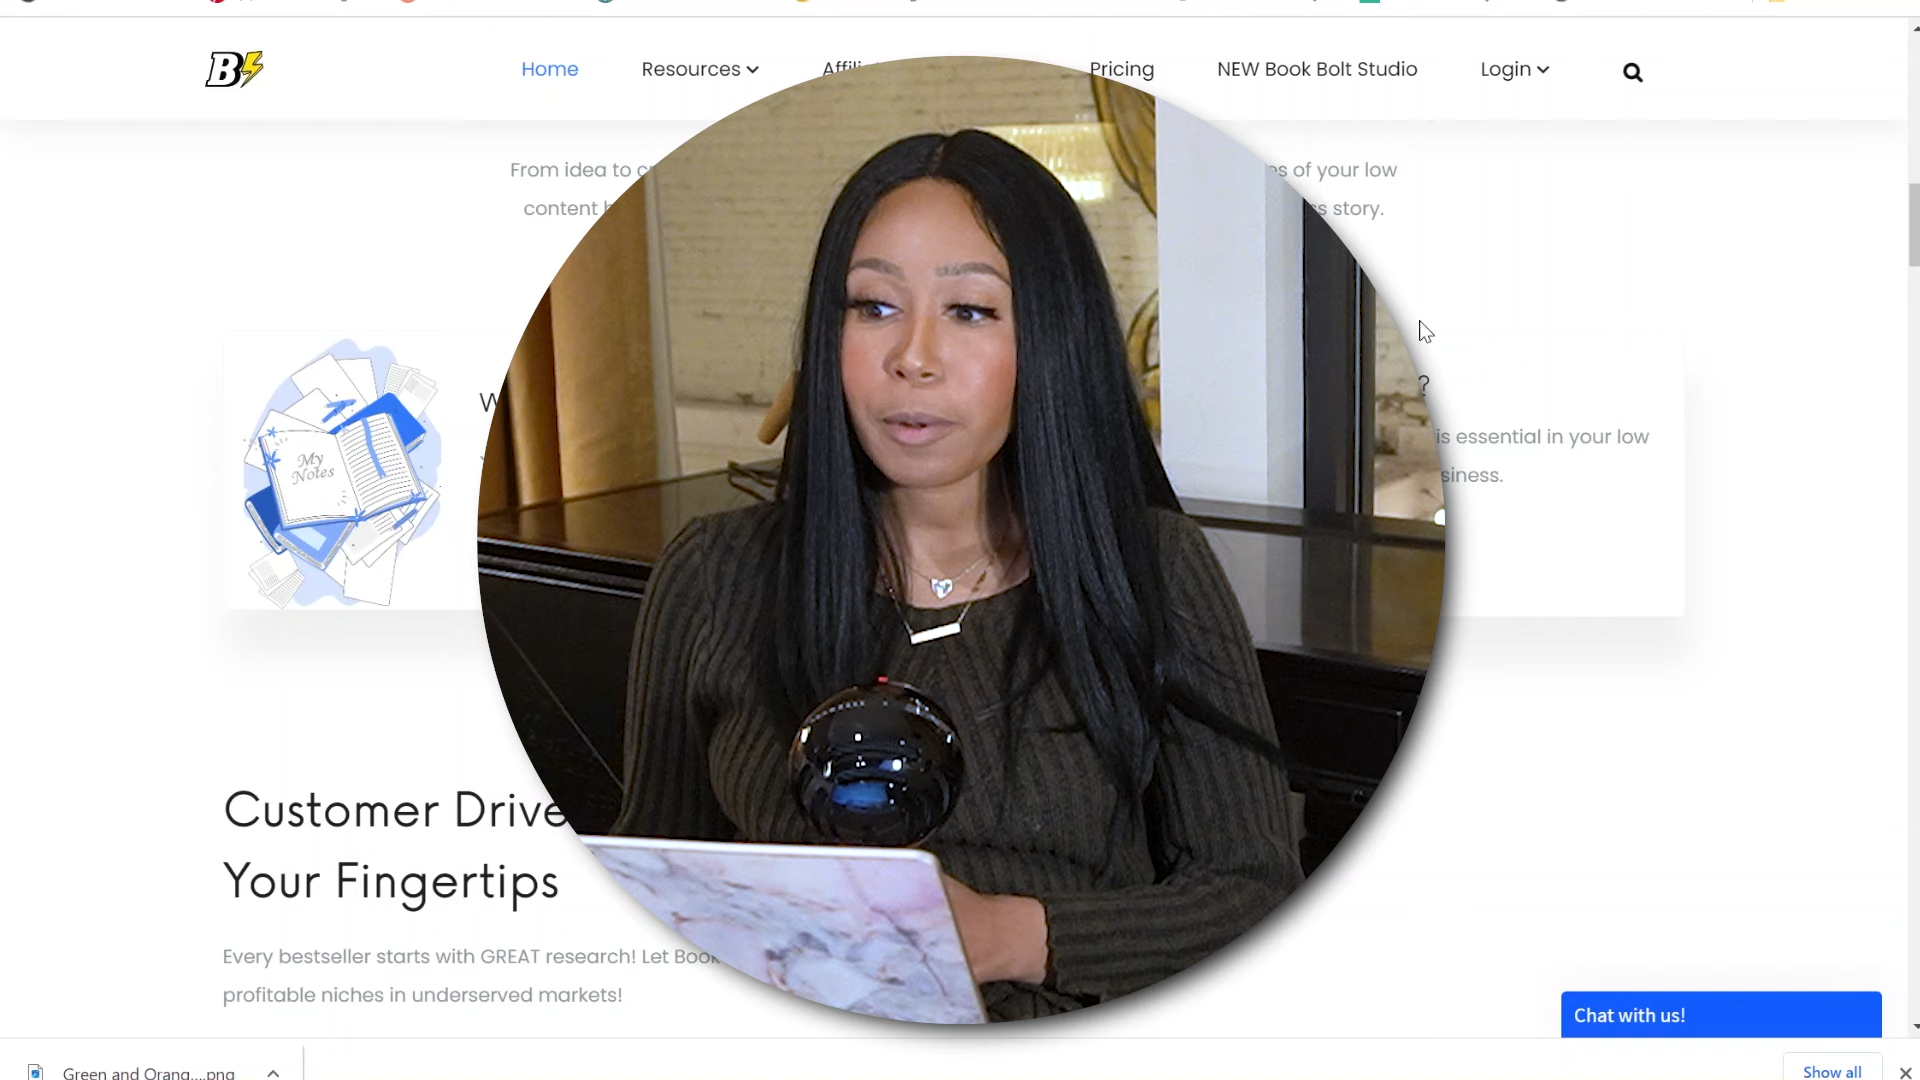 B
Home
Resources
Pricing
NEW Book Bolt Studio
Login
From idea to
of your low
content
story.
?
My
Notes
is essential in your low
Customer Drive
Your Fingertips
Every bestseller starts with GREAT research! Let Book
profitable niches in underserved markets!
Chat with us!
Green and Orang....png
Show all